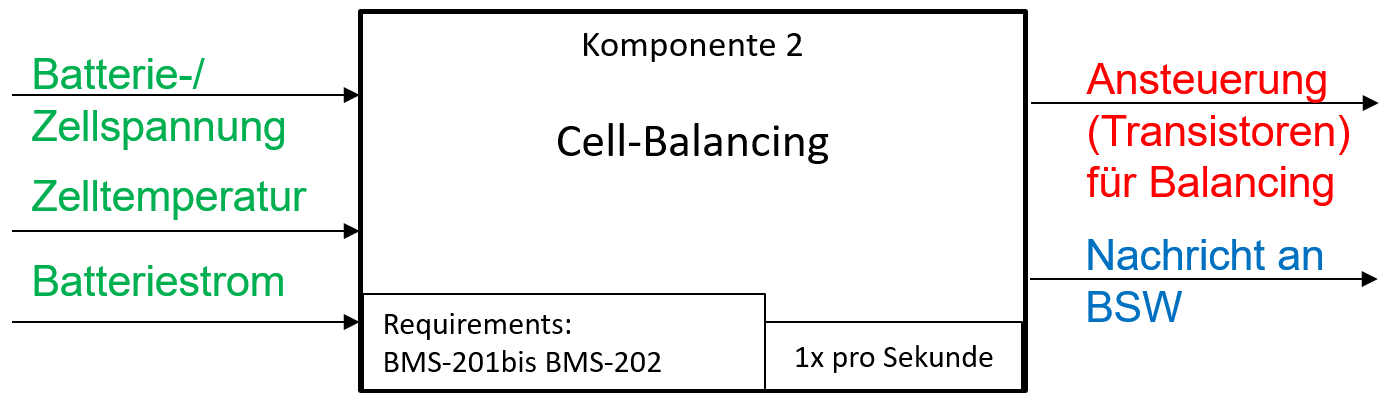 Komponente 2
Cell-Balancing
Batterie-/
Zellspannung
Zelltemperatur
Batteriestrom
Requirements:
BMS-201bis BMS-202
1x pro Sekunde
Ansteuerung
(Transistoren)
für Balancing
Nachricht an
BSW